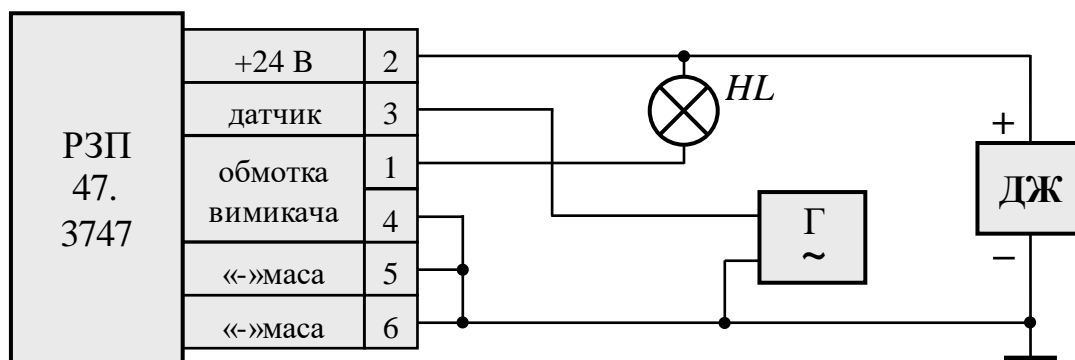 РЗП
47.
3747
+24 В
2
датчик
3
обмотка
вимикача
1
4
«-»маса
5
«-»маса
6
HL
Г
~
+
ДЖ
−